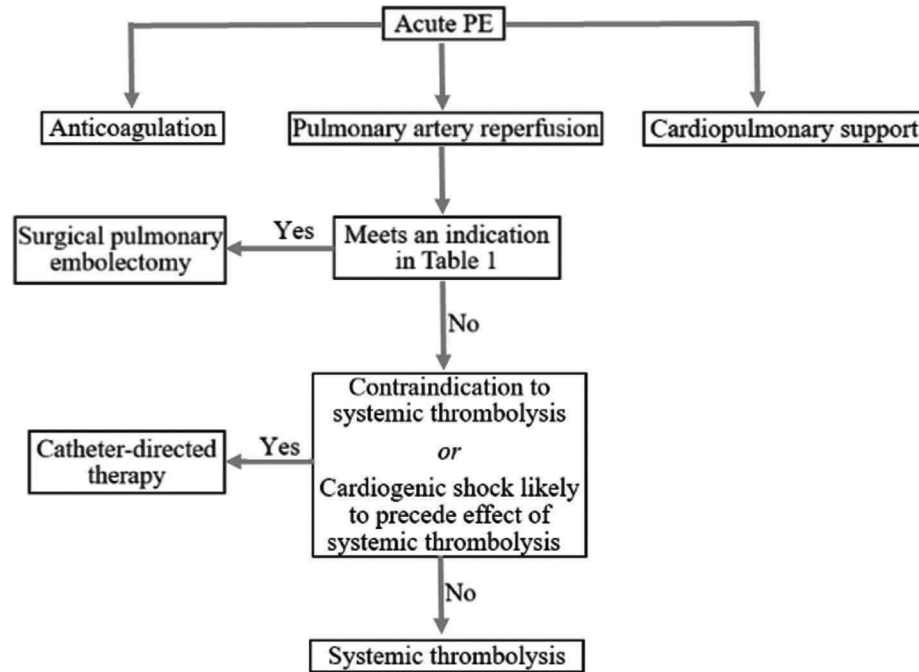 Acute PE
Anticoagulation
Pulmonary artery reperfusion
Cardiopulmonary support
Surgical pulmonary
embolectomy
Yes
Meets an indication
in Table 1
No
Catheter-directed
therapy
Yes
Contraindication to
systemic thrombolysis
or
Cardiogenic shock likely
to precede effect of
systemic thrombolysis
No
Systemic thrombolysis